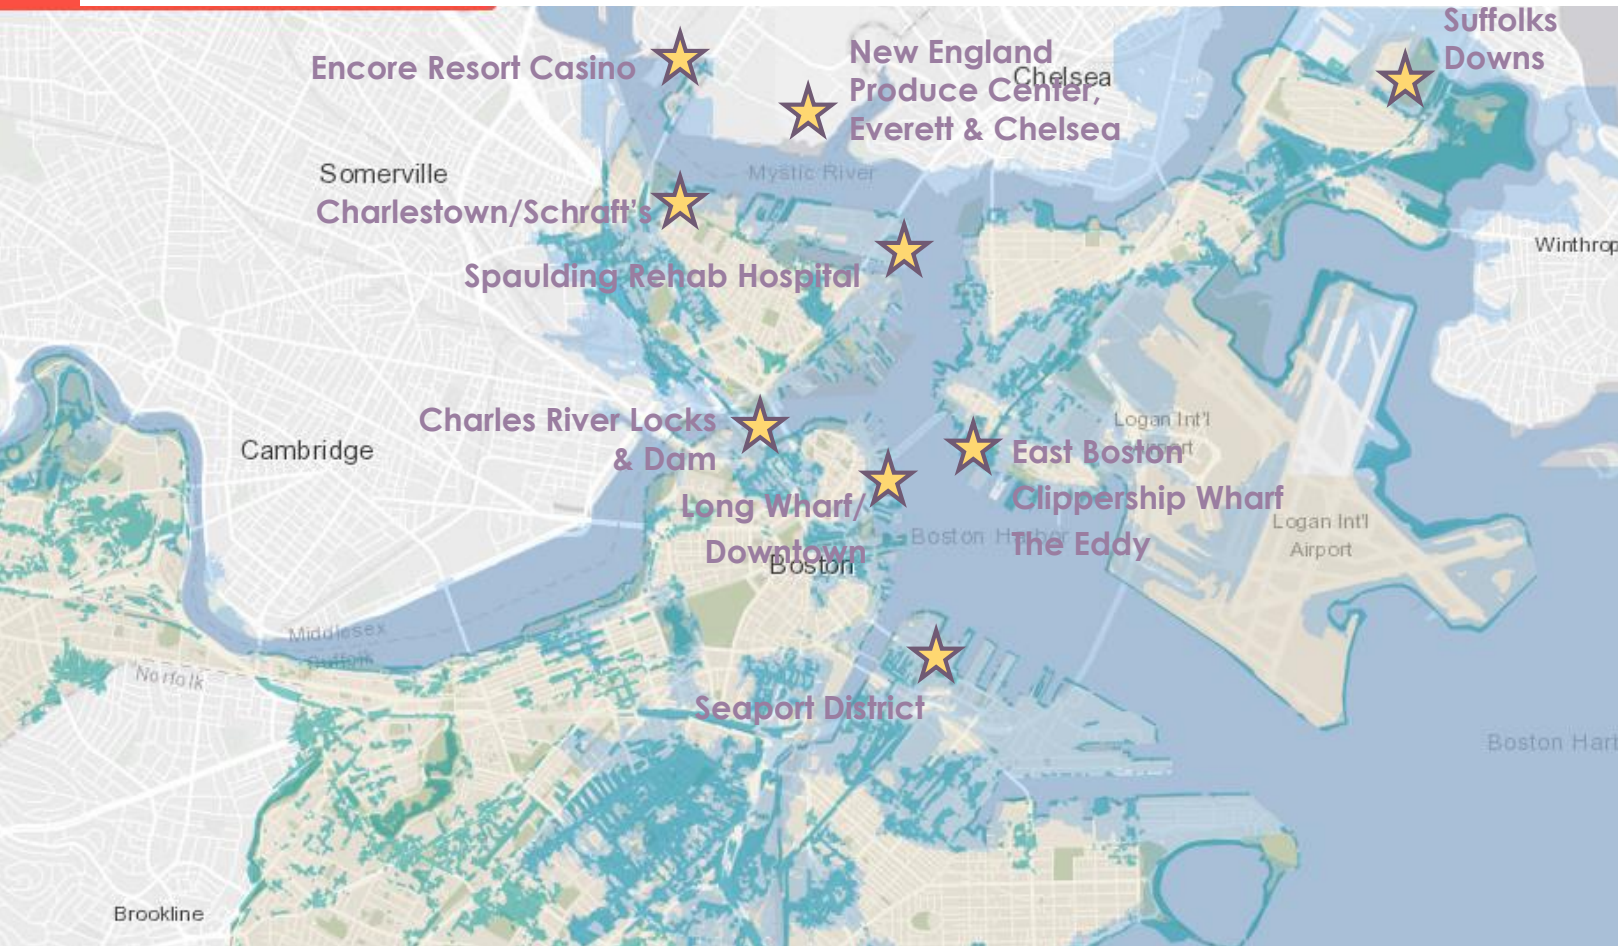 Suffolks
Downs
Encore Resort Casino
New England
Produce Center,
Everett & Chelsea
Chelsea
Somerville
Mystic River
Charlestown/Schraft's
Winthrop
Spaulding Rehab Hospital
Charles River Locks
& Dam
Cambridge
Logan Int'l
Airport
East Boston
Clippership Wharf
The Eddy
Long Wharf/
Downtown
Boston Harbor
Logan Int'l
Airport
Boston
Middlesex
Suffolk
Norfolk
Seaport District
Boston Har
Brookline